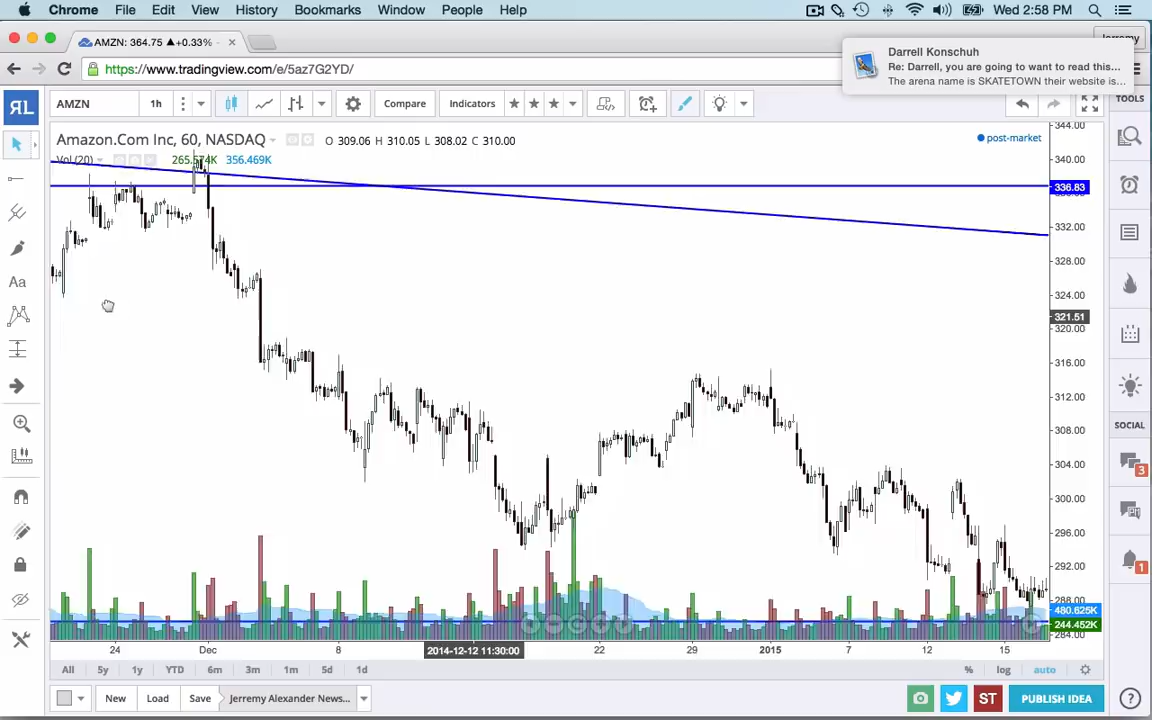 Chrome File Edit View History Bookmarks Window People Help Wed 2:58 PM
AMZN: 364.75 ▲+0.33% -
Jerremy
https://www.tradingview.com/e/5az7G2YD/
Darrell Konschuh
Re: Darrell, you are going to want to read this...
The arena name is SKATETOWN their website is...
ЯL AMZN 1h Compare Indicators TOOLS
Amazon.Com Inc, 60, NASDAQ O 309.06 H 310.05 L 308.02 C 310.00 post-market
Vol (20) 356.469K
344.00
340.00
336.83
332.00
328.00
324.00
321.51
320.00
316.00
312.00
308.00
304.00
300.00
296.00
292.00
288.00
480.625K
244.452K
284.00
Aa
SOCIAL
3
1
24 Dec 8 2014-12-12 11:30:00 22 29 2015 7 12 15
All 5y 1y YTD 6m 3m 1m 5d 1d % log auto
New Load Save Jerremy Alexander News... ST PUBLISH IDEA ?